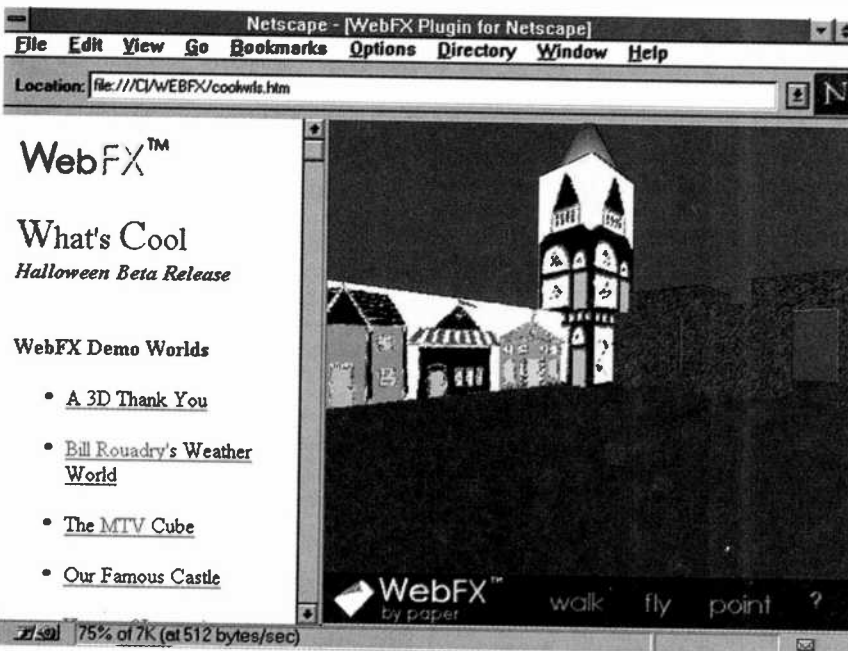 Netscape - [WebFX Plugin for Netscape]
File Edit View Go Bookmarks Options Directory Window Help
Location: file:///C|/WEBFX/coolwrls.htm
N
WebFX™
What's Cool
Halloween Beta Release
WebFX Demo Worlds
• A 3D Thank You
• Bill Rouadry's Weather
World
• The MTV Cube
• Our Famous Castle
WebFX™
by paper
walk fly point ?
75% of 7K (at 512 bytes/sec)